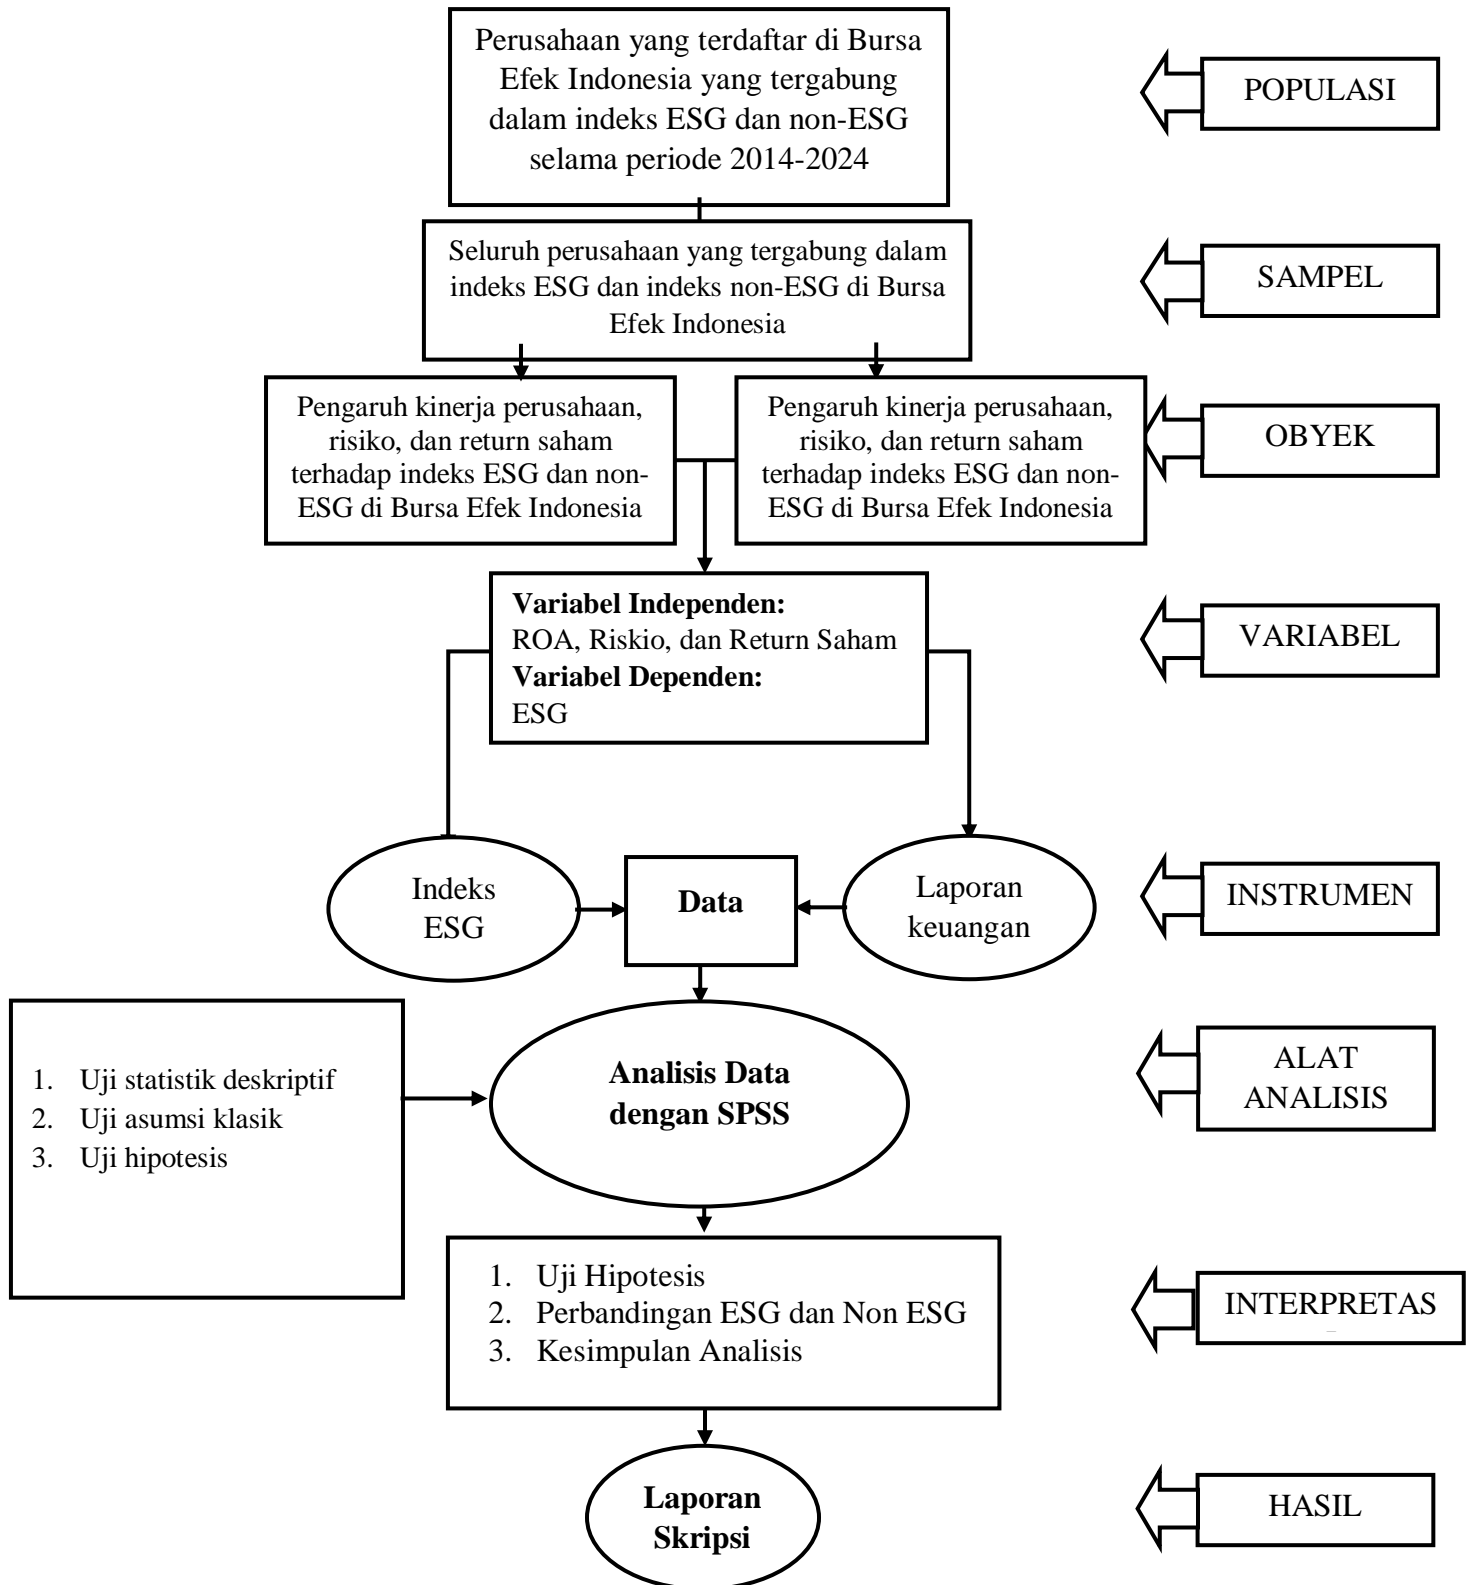 Perusahaan yang terdaftar di Bursa
Efek Indonesia yang tergabung
dalam indeks ESG dan non-ESG
selama periode 2014-2024
POPULASI
Seluruh perusahaan yang tergabung dalam
indeks ESG dan indeks non-ESG di Bursa
Efek Indonesia
SAMPEL
Pengaruh kinerja perusahaan,
risiko, dan return saham
terhadap indeks ESG dan non-
ESG di Bursa Efek Indonesia
Pengaruh kinerja perusahaan,
risiko, dan return saham
terhadap indeks ESG dan non-
ESG di Bursa Efek Indonesia
OBYEK
Variabel Independen:
ROA, Riskio, dan Return Saham
Variabel Dependen:
ESG
VARIABEL
Indeks
ESG
Data
Laporan
keuangan
INSTRUMEN
1. Uji statistik deskriptif
2. Uji asumsi klasik
3. Uji hipotesis
Analisis Data
dengan SPSS
ALAT
ANALISIS
1. Uji Hipotesis
2. Perbandingan ESG dan Non ESG
3. Kesimpulan Analisis
INTERPRETAS
Laporan
Skripsi
HASIL